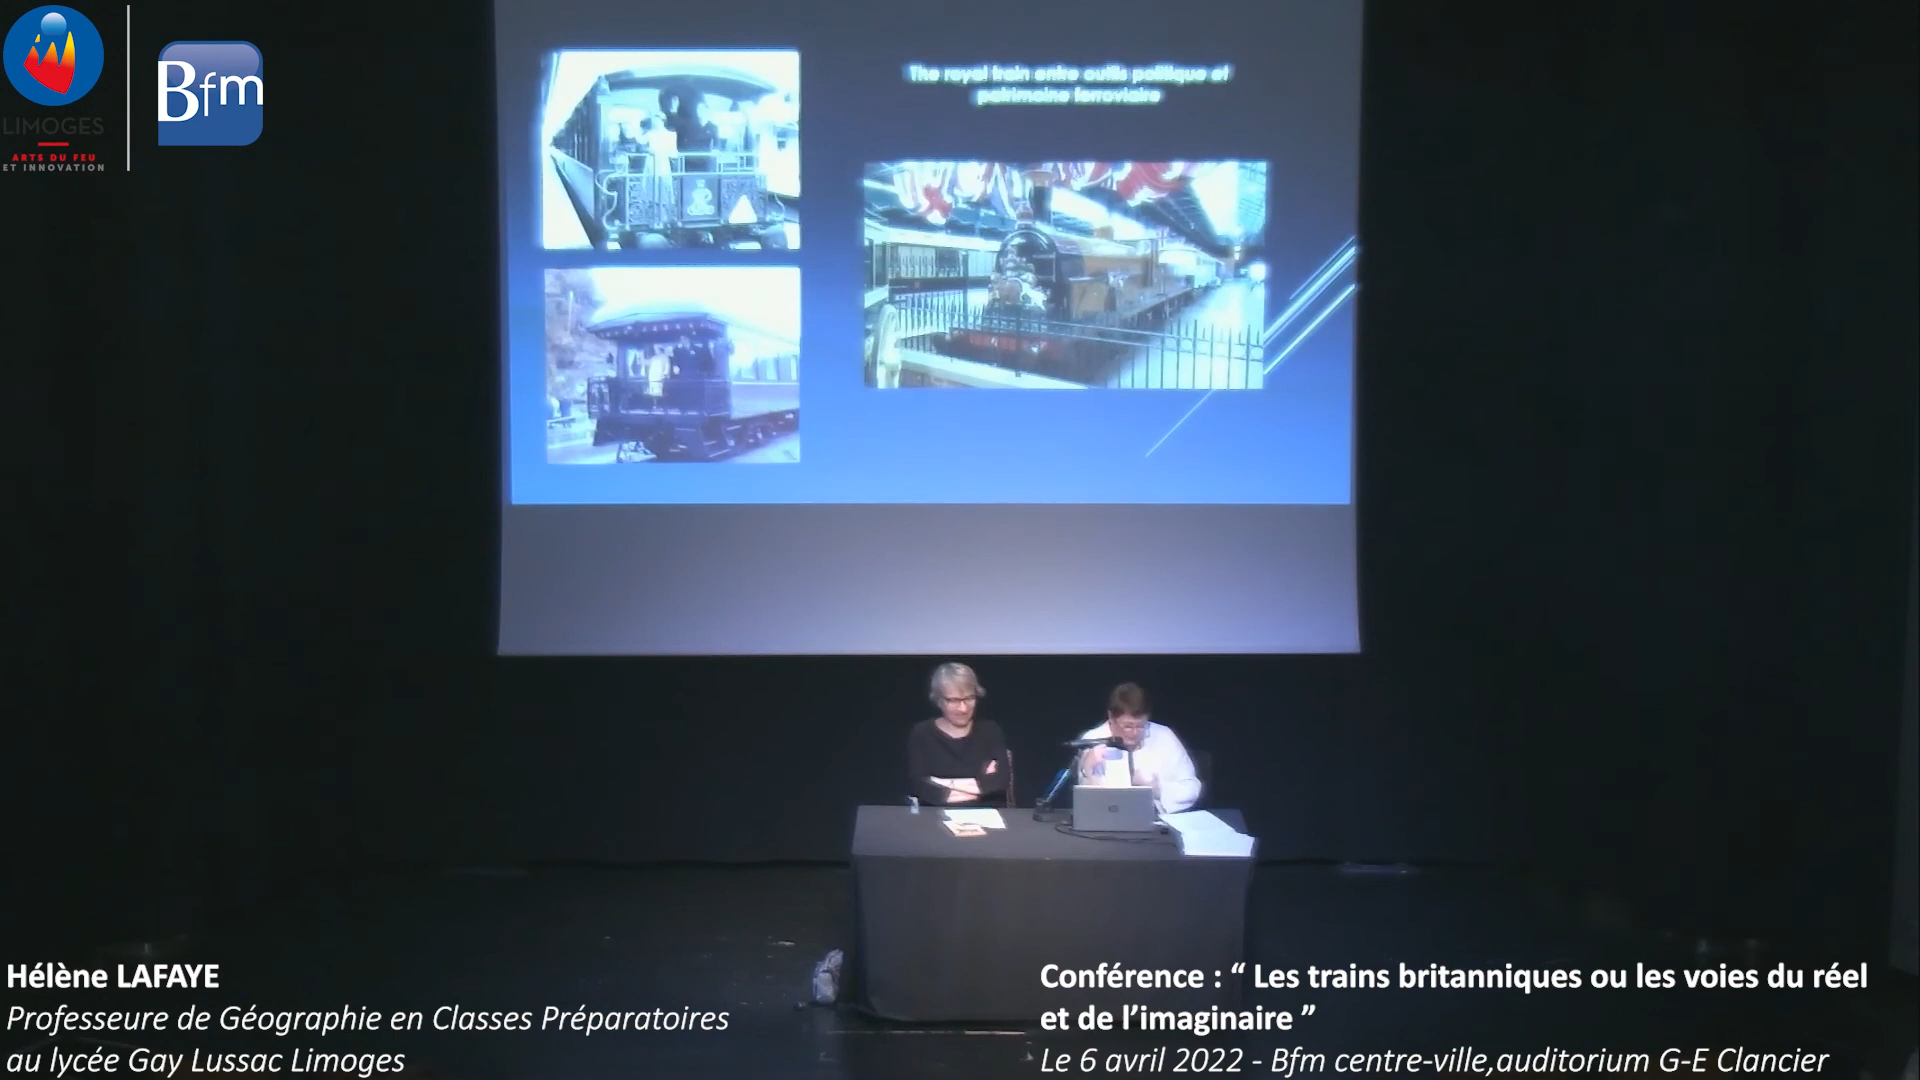 LIMOGES
ARTS DU FEU
ET INNOVATION
Bfm
The royal train entre outils politique et
patrimoine ferroviaire
Hélène LAFAYE
Professeure de Géographie en Classes Préparatoires
au lycée Gay Lussac Limoges
Conférence : “ Les trains britanniques ou les voies du réel
et de l’imaginaire ”
Le 6 avril 2022 - Bfm centre-ville,auditorium G-E Clancier